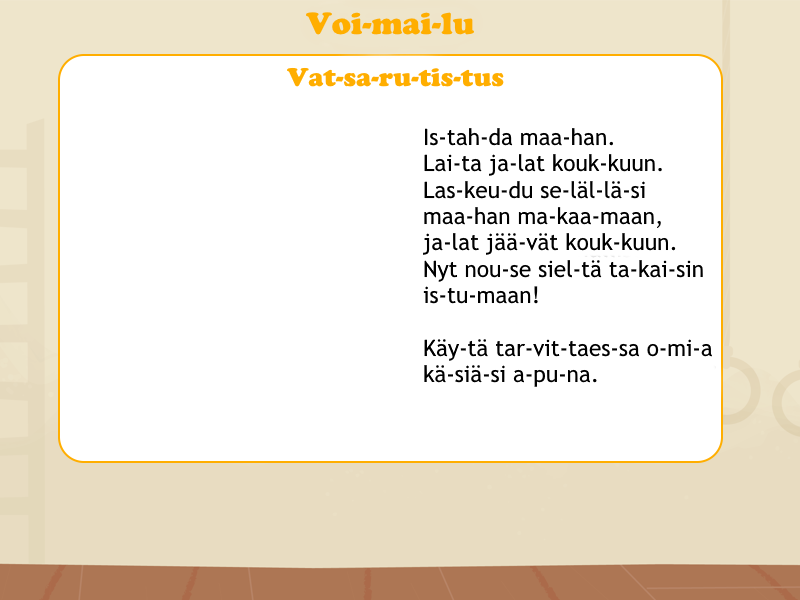 Voi-mai-lu
Vat-sa-ru-tis-tus
Is-tah-da maa-han.
Lai-ta ja-lat kouk-kuun.
Las-keu-du se-läl-lä-si
maa-han ma-kaa-maan,
ja-lat jää-vät kouk-kuun.
Nyt nou-se siel-tä ta-kai-sin
is-tu-maan!
Käy-tä tar-vit-taes-sa o-mi-a
kä-siä-si a-pu-na.